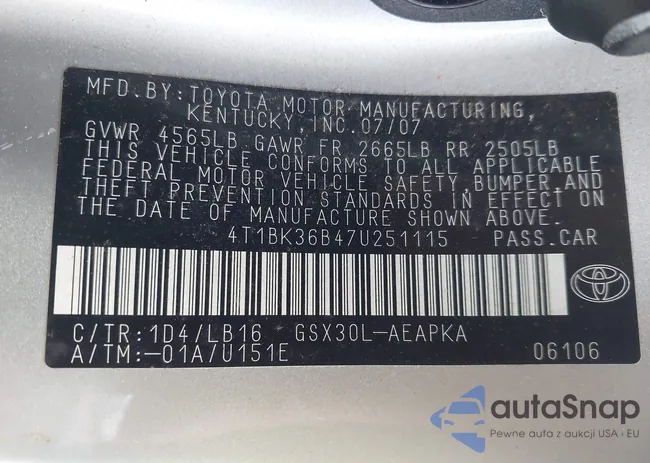 MFD.BY:TOYOTA MOTOR MANUFACTURING,
KENTUCKY,INC.07/07
GVWR 4565LB GAWR FR 2665LB RR 2505LB
THIS VEHICLE CONFORMS TO ALL APPLICABLE
FEDERAL MOTOR VEHICLE SAFETY,BUMPER,AND
THEFT PREVENTION STANDARDS IN EFFECT ON
THE DATE OF MANUFACTURE SHOWN ABOVE.
4T1BK36B47U251115 PASS.CAR
C/TR:1D4/LB16 GSX30L-AEAPKA
A/TM:-01A/U151E 06106
autaSnap
Pewne auta z aukcji USA i EU